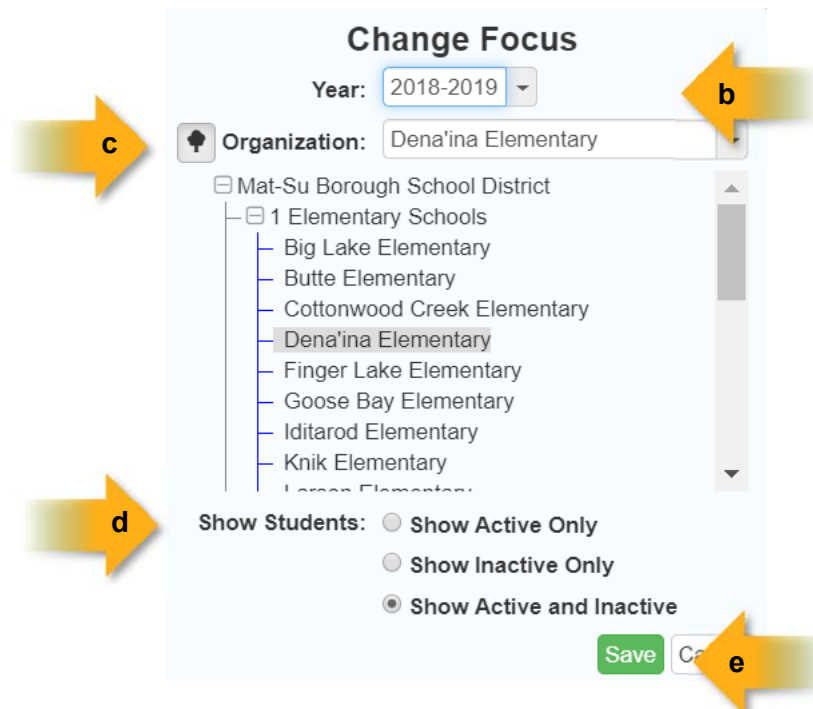 Change Focus
Year: 2018-2019
b
c
Organization: Dena'ina Elementary
Mat-Su Borough School District
1 Elementary Schools
Big Lake Elementary
Butte Elementary
Cottonwood Creek Elementary
Dena'ina Elementary
Finger Lake Elementary
Goose Bay Elementary
Iditarod Elementary
Knik Elementary
d
Show Students: Show Active Only
Show Inactive Only
Show Active and Inactive
Save
e